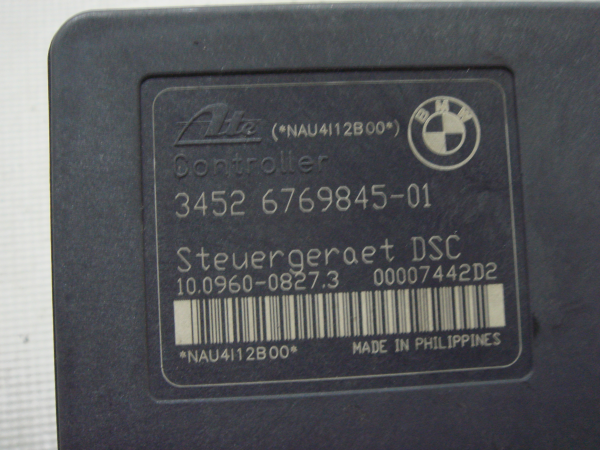 Ate (*NAU4I12B00*) BMW
Controller
3452 6769845-01
Steuergeraet DSC
10.0960-0827.3 00007442D2
*NAU4I12B00* MADE IN PHILIPPINES